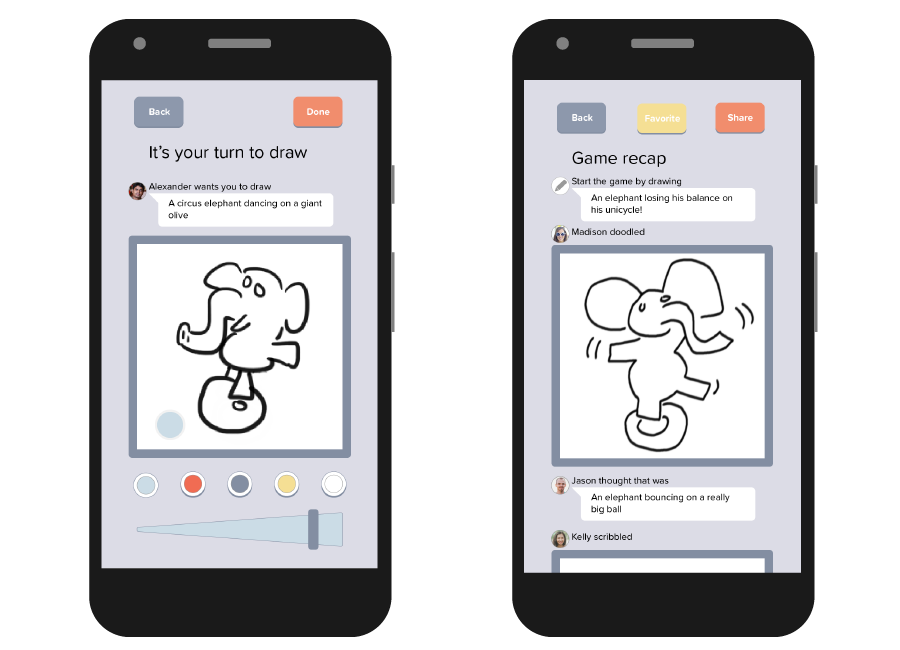 Back
Done
It's your turn to draw
Alexander wants you to draw
A circus elephant dancing on a giant
olive
Back
Favorite
Share
Game recap
Start the game by drawing
An elephant losing his balance on
his unicycle!
Madison doodled
Jason thought that was
An elephant bouncing on a really
big ball
Kelly scribbled